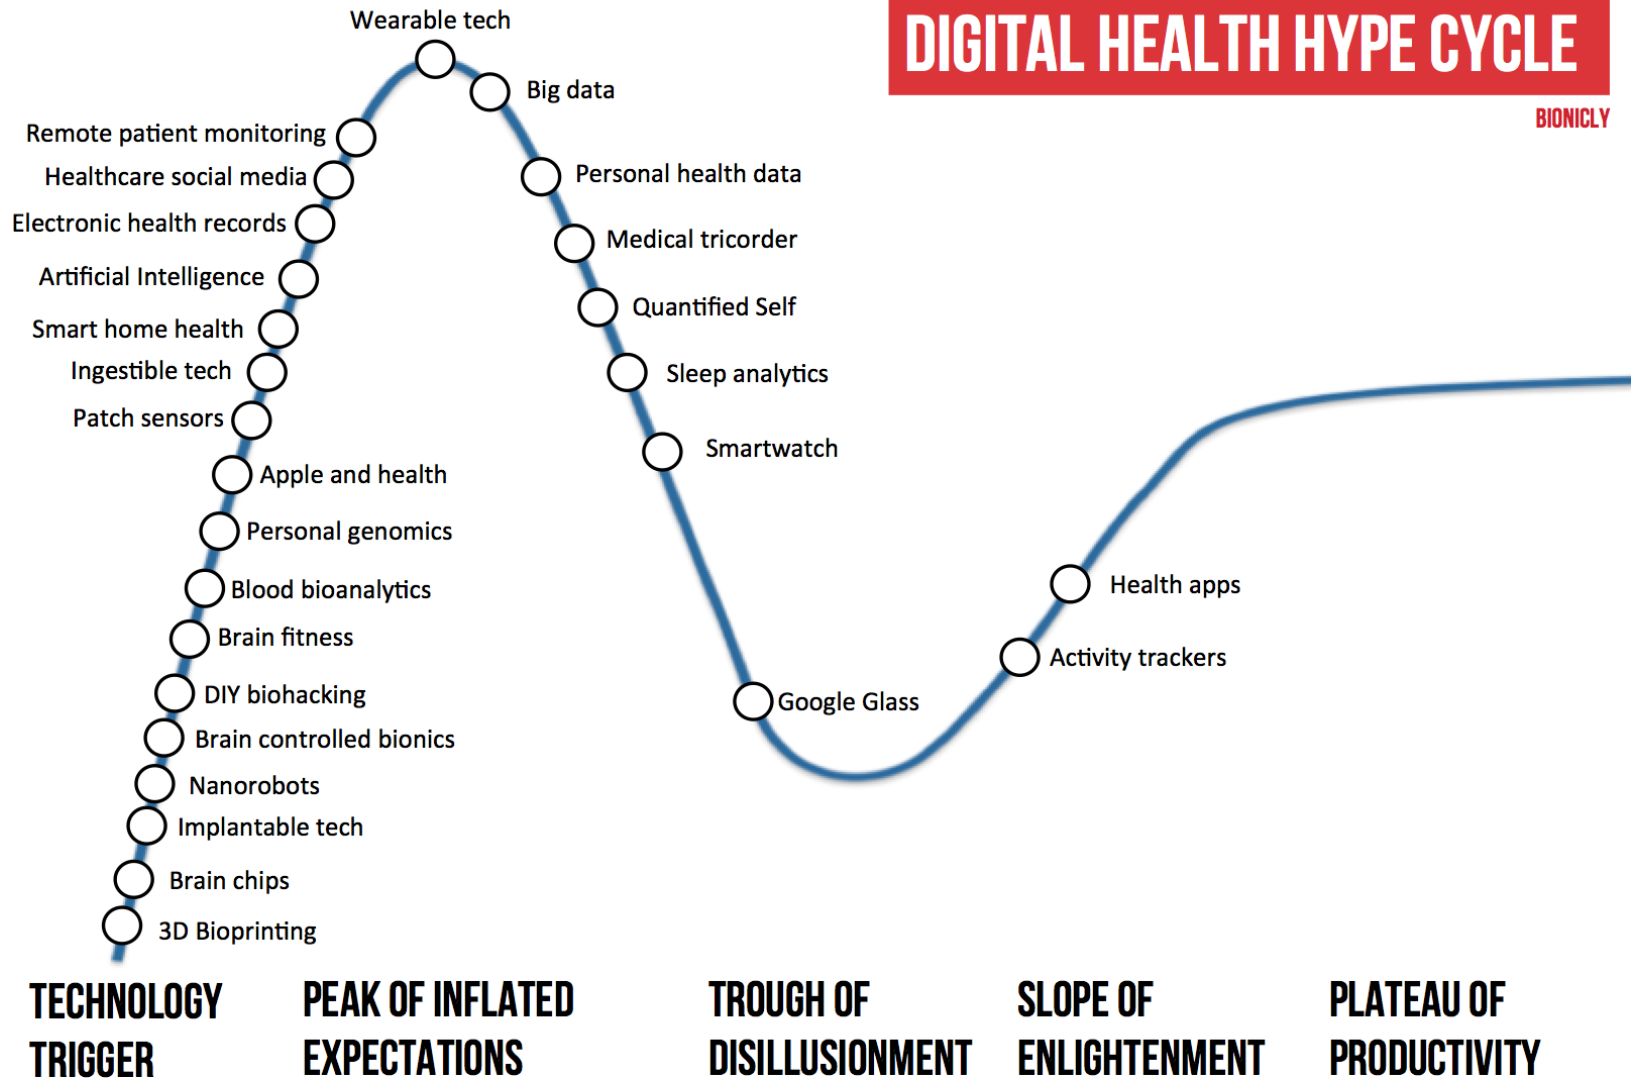 Wearable tech
DIGITAL HEALTH HYPE CYCLE
BIONICLY
Big data
Remote patient monitoring
Healthcare social media
Personal health data
Electronic health records
Medical tricorder
Artificial Intelligence
Quantified Self
Smart home health
Ingestible tech
Sleep analytics
Patch sensors
Smartwatch
Apple and health
Personal genomics
Blood bioanalytics
Health apps
Brain fitness
Activity trackers
DIY biohacking
Google Glass
Brain controlled bionics
Nanorobots
Implantable tech
Brain chips
3D Bioprinting
TECHNOLOGY
TRIGGER
PEAK OF INFLATED
EXPECTATIONS
TROUGH OF
DISILLUSIONMENT
SLOPE OF
ENLIGHTENMENT
PLATEAU OF
PRODUCTIVITY